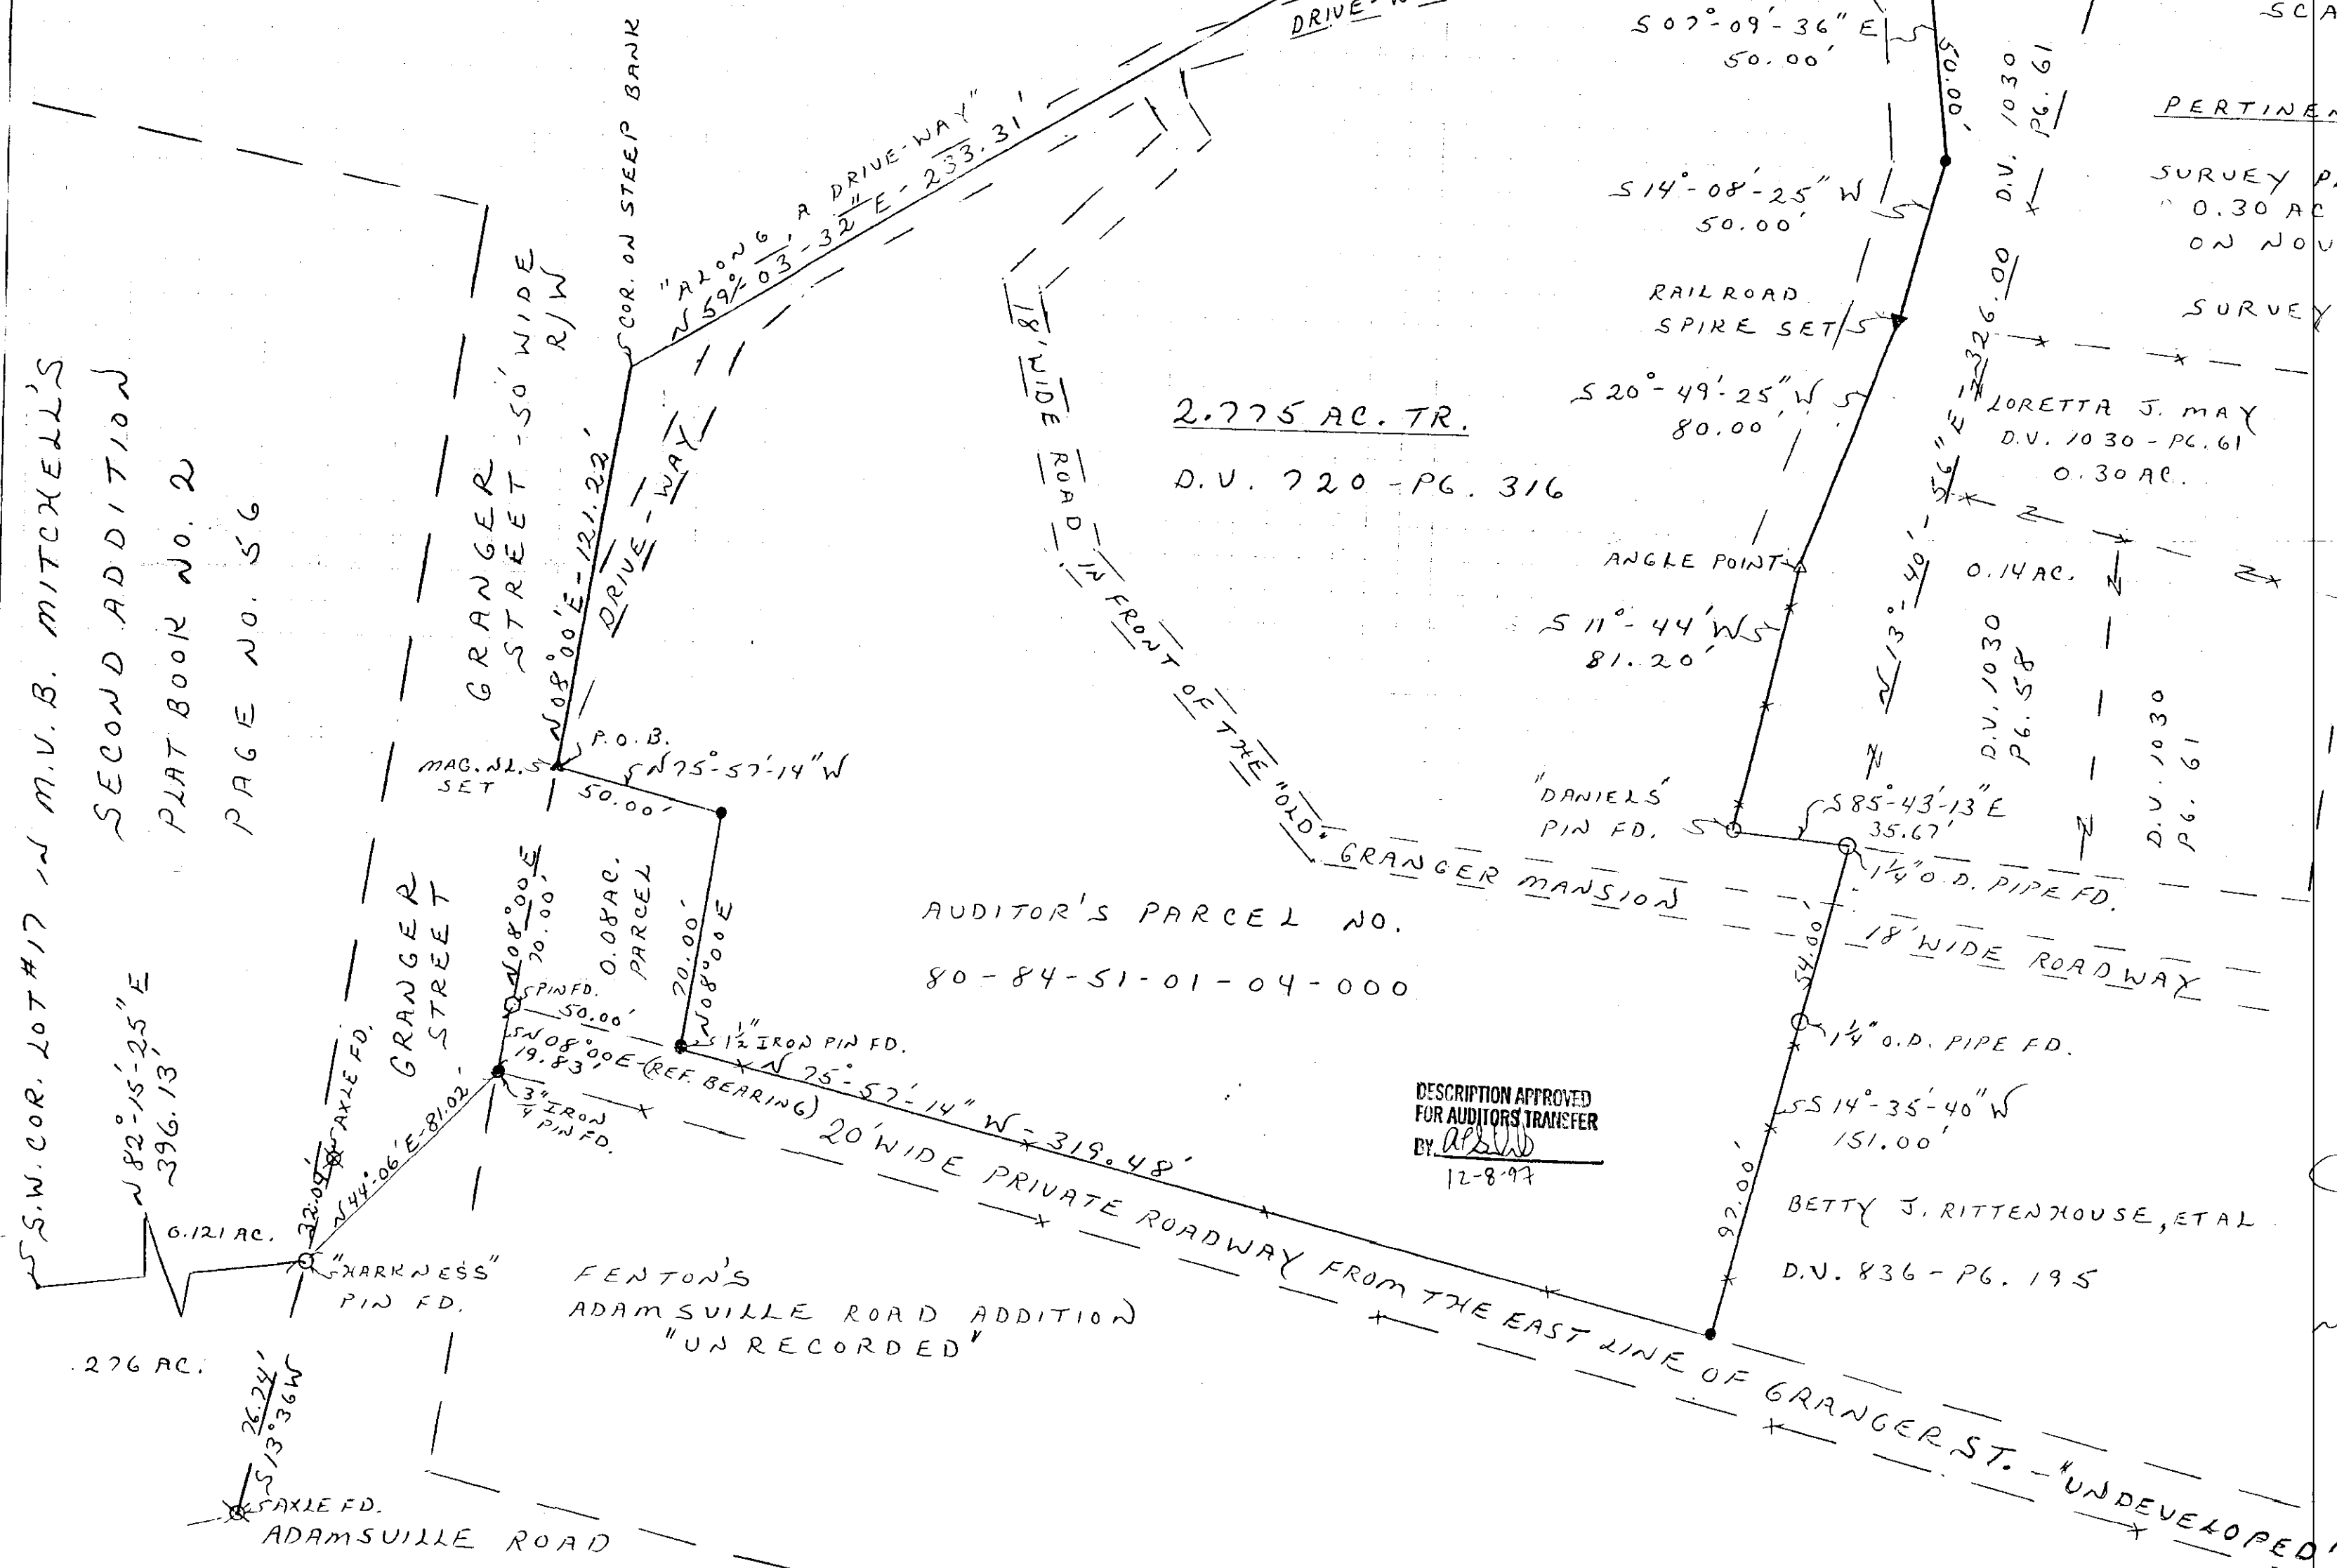 S.W. COR. LOT #17 IN M.V.B. MITCHELL'S
SECOND ADDITION
PLAT BOOK NO. 2
PAGE NO. 56
N 82°-15'-25" E
396.13'
0.121 AC.
.276 AC.
GRANGER
STREET - 50' WIDE
R/W
COR. ON STEEP BANK
"ALONG A DRIVE-WAY"
N 59°-03'-32" E - 233.31'
N 08°00' E - 121.22'
DRIVE-WAY
P.O.B.
MAG. NL.
SET
N 75°-57'-14" W
50.00'
N 08°00 E
70.00'
0.08 AC.
PARCEL
70.00'
N 08°00 E
PIN FD.
50.00'
N 08°00 E (REF. BEARING)
19.83'
1/2" IRON PIN FD.
3/4" IRON
PIN FD.
GRANGER
STREET
AXLE FD.
32.04'
N 44°-06' E - 81.02'
"HARKNESS"
PIN FD.
26.24'
S 13°36 W
AXLE FD.
ADAMSVILLE ROAD
FENTON'S
ADAMSVILLE ROAD ADDITION
"UNRECORDED"
N 75°-57'-14" W - 319.48'
20' WIDE PRIVATE ROADWAY FROM THE EAST LINE OF GRANGER ST. - "UNDEVELOPED"
18' WIDE ROAD IN FRONT OF THE "OLD" GRANGER MANSION
18' WIDE ROADWAY
2.775 AC. TR.
D.V. 720 - PG. 316
AUDITOR'S PARCEL NO.
80-84-51-01-04-000
DESCRIPTION APPROVED
FOR AUDITORS TRANSFER
BY
12-8-97
S 07°-09'-36" E
50.00'
50.00'
S 14°-08'-25" W
50.00'
RAILROAD
SPIKE SET
S 20°-49'-25" W
80.00'
ANGLE POINT
S 11°-44' W
81.20'
"DANIELS"
PIN FD.
S 85°-43'-13" E
35.67'
1 1/4" O.D. PIPE FD.
54.00'
1 1/4" O.D. PIPE FD.
S 14°-35'-40" W
151.00'
97.00'
BETTY J. RITTENHOUSE, ET AL
D.V. 836 - PG. 195
D.V. 1030
PG. 61
N 13°-40'-56" E - 326.00
LORETTA J. MAY
D.V. 1030 - PG. 61
0.30 AC.
0.14 AC.
D.V. 1030
PG. 58
D.V. 1030
PG. 61
SURVEY
0.30 AC
ON NOV
SURVEY